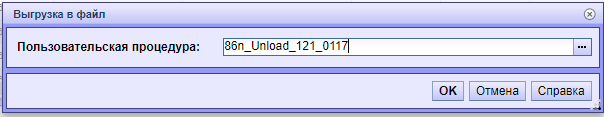 Выгрузка в файл
Пользовательская процедура: 86n_Unload_121_0117 ...
OK Отмена Справка